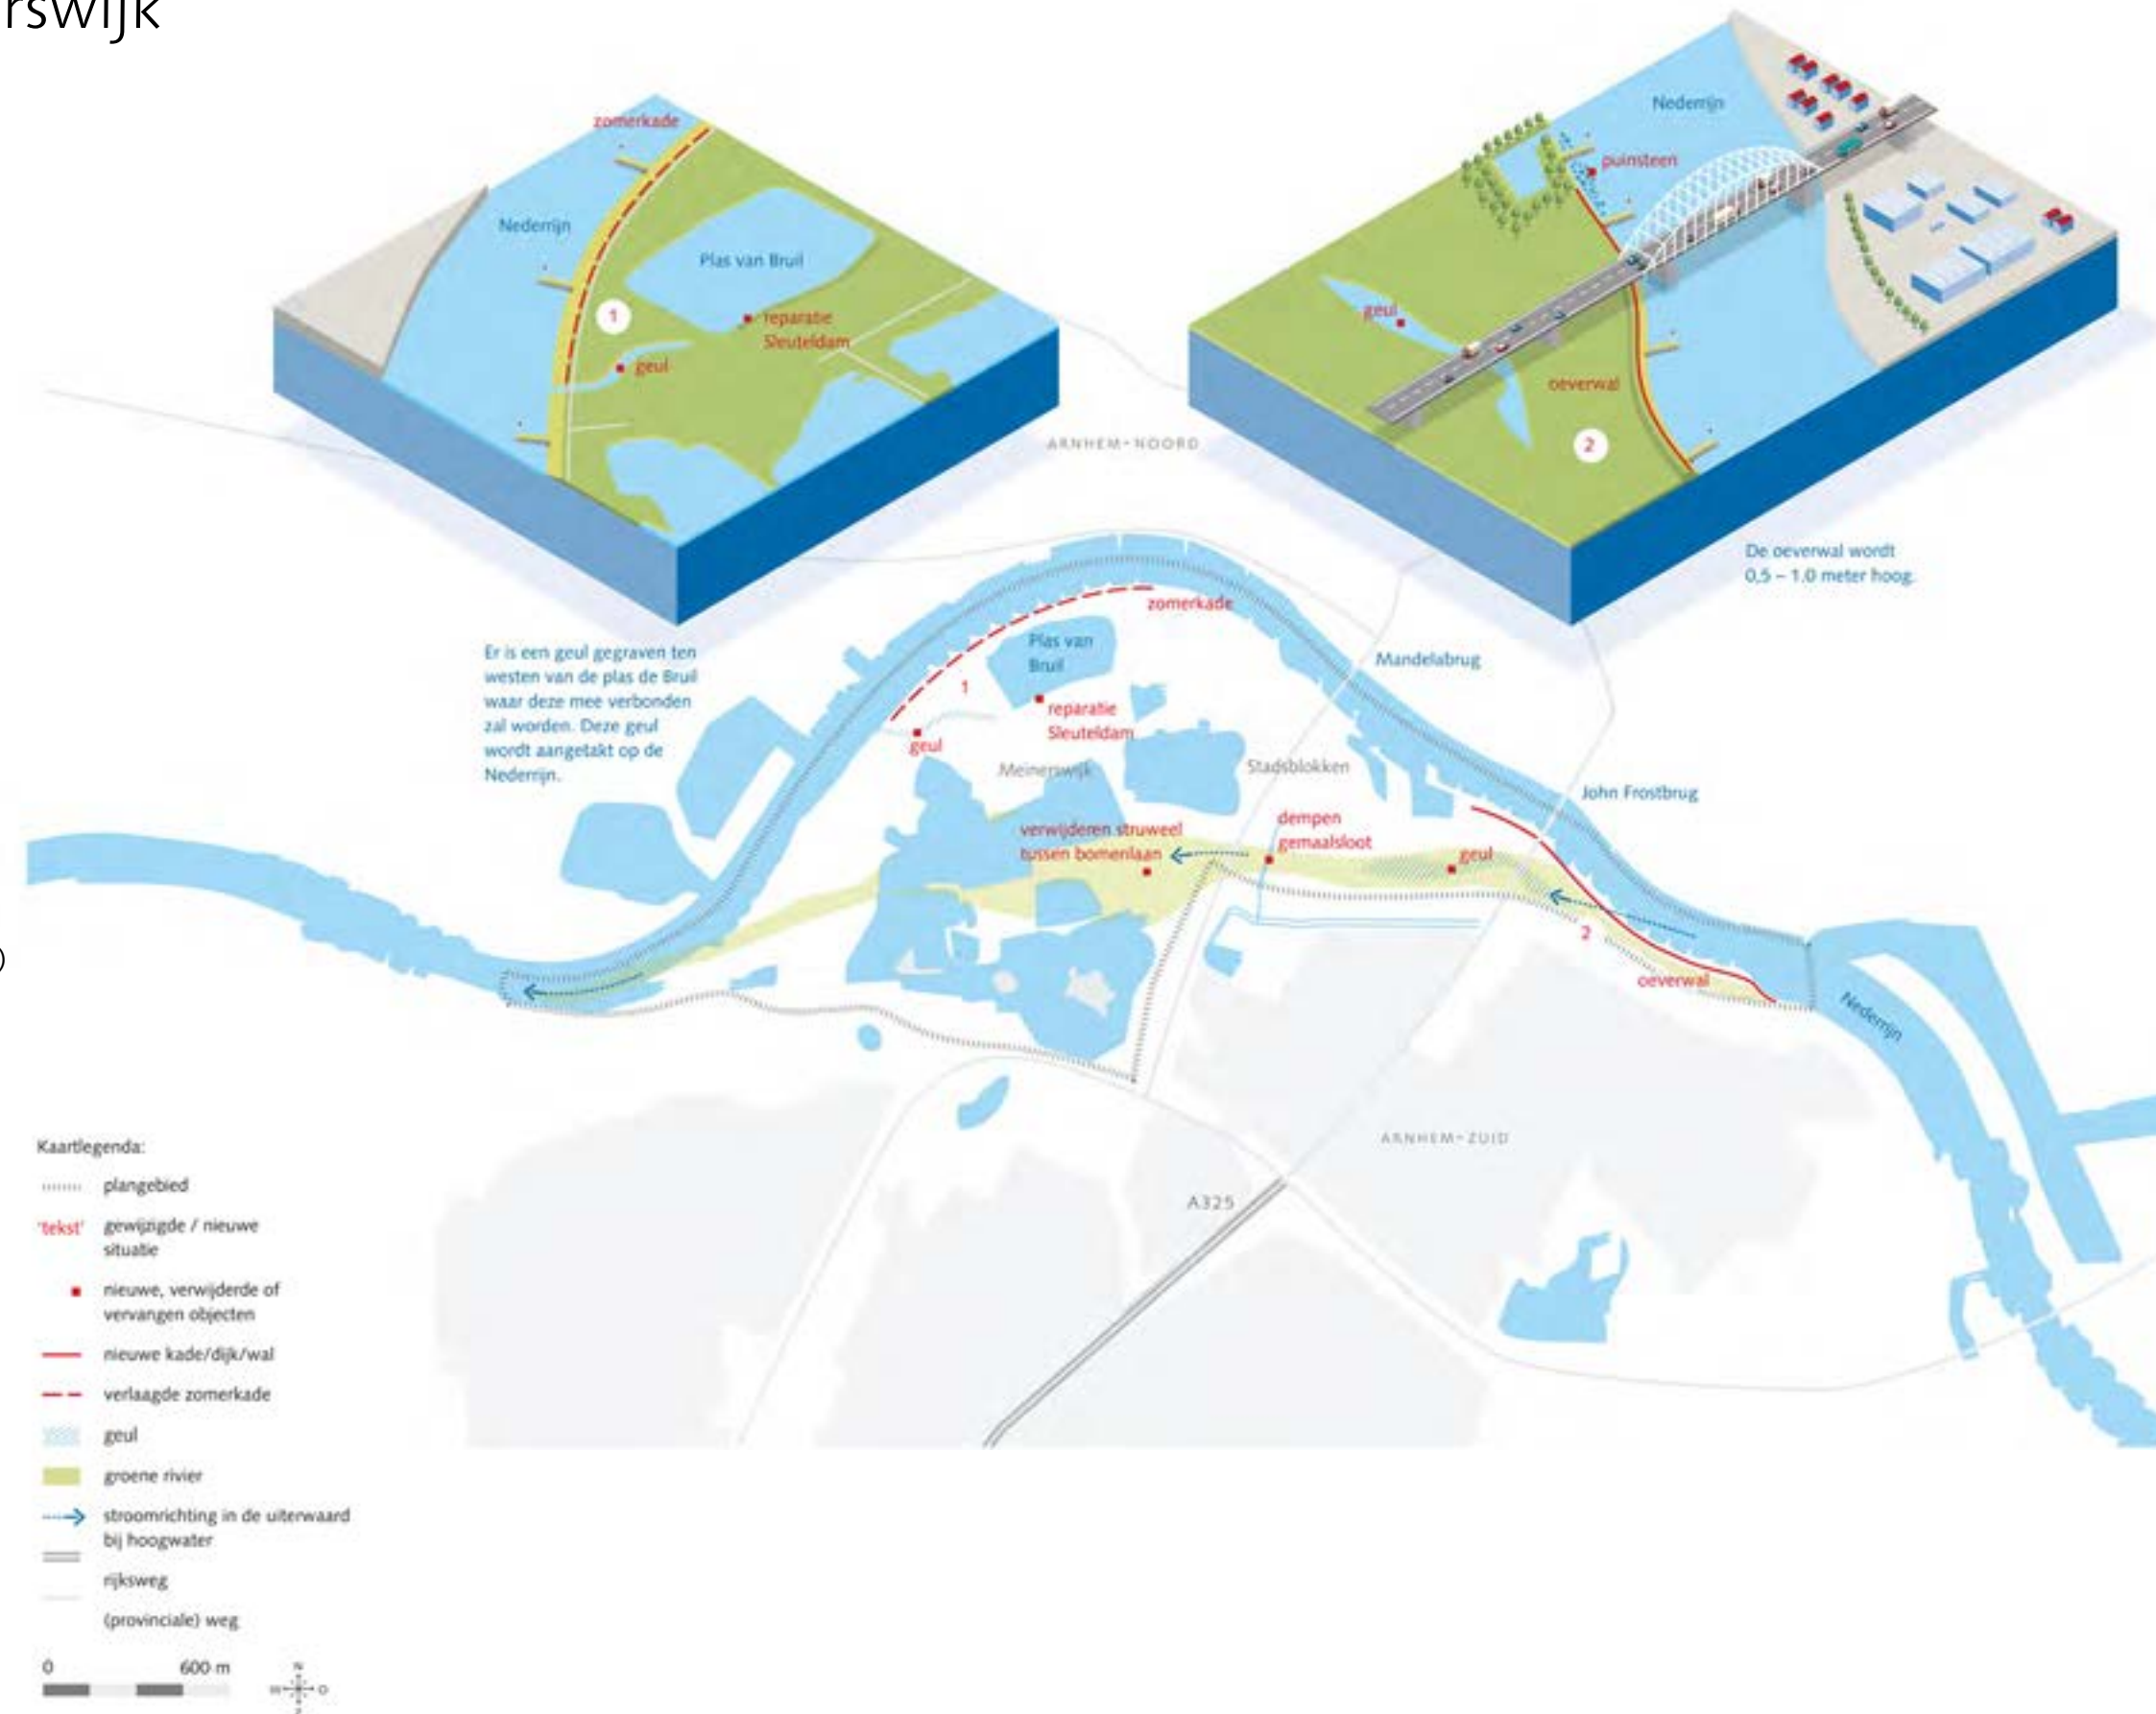 rswijk
zomerkade
Nederrijn
Plas van Bruil
1
reparatie
Sleuteldam
geul
Nederrijn
puinsteen
geul
oeverwal
2
ARNHEM-NOORD
De oeverwal wordt
0,5 – 1.0 meter hoog.
Er is een geul gegraven ten
westen van de plas de Bruil
waar deze mee verbonden
zal worden. Deze geul
wordt aangetakt op de
Nederrijn.
zomerkade
Plas van
Bruil
Mandelabrug
1
reparatie
Sleuteldam
geul
Meinerswijk
Stadsblokken
John Frostbrug
dempen
gemaalsloot
verwijderen struweel
tussen bomenlaan
geul
2
oeverwal
Nederrijn
)
ARNHEM-ZUID
A325
Kaartlegenda:
plangebied
'tekst' gewijzigde / nieuwe
situatie
nieuwe, verwijderde of
vervangen objecten
nieuwe kade/dijk/wal
verlaagde zomerkade
geul
groene rivier
stroomrichting in de uiterwaard
bij hoogwater
rijksweg
(provinciale) weg
0 600 m
N
W O